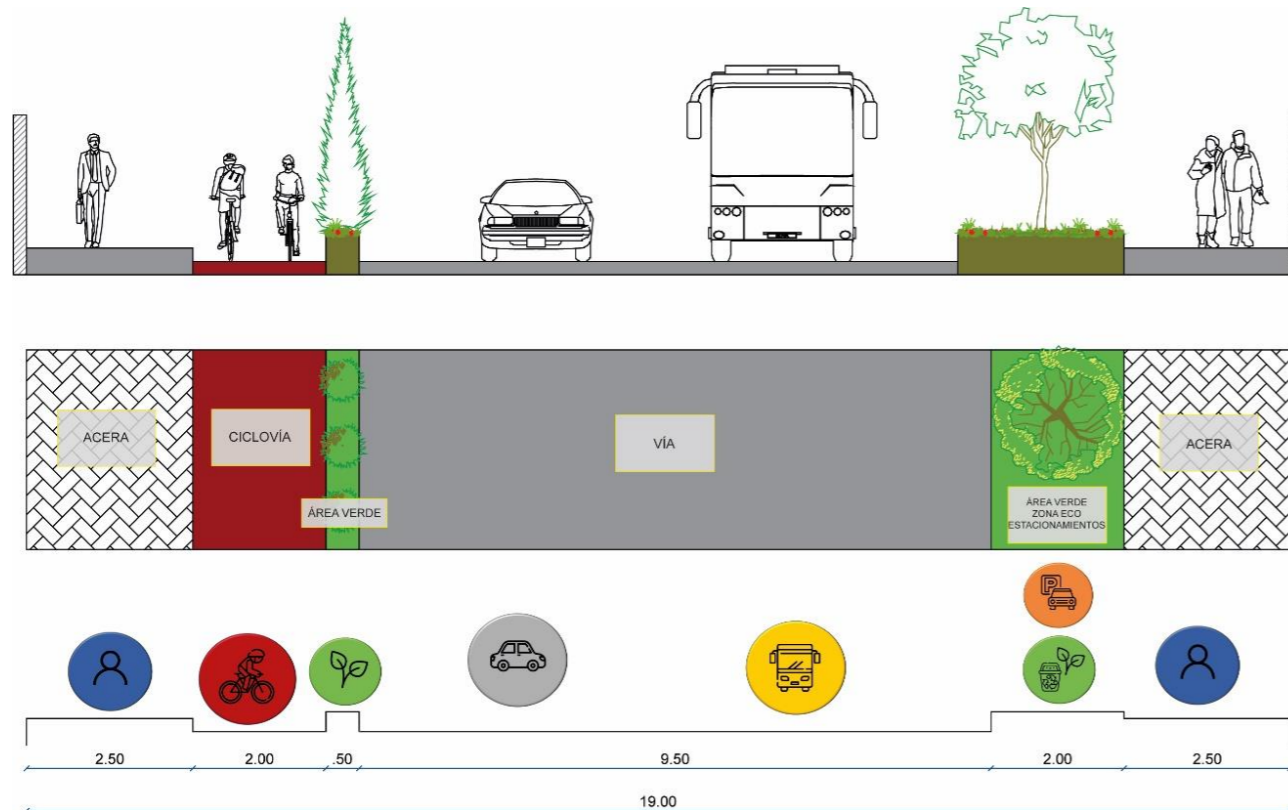 ACERA
CICLOVÍA
ÁREA VERDE
VÍA
ÁREA VERDE
ZONA ECO
ESTACIONAMIENTOS
ACERA
P
2.50
2.00
.50
9.50
2.00
2.50
19.00